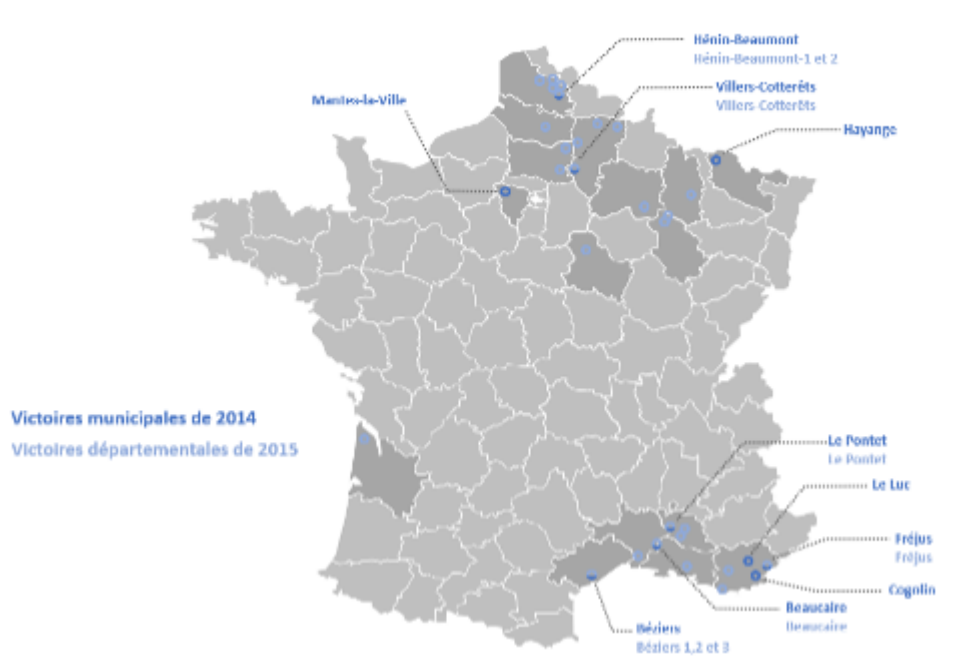 Hénin-Beaumont
Hénin-Beaumont-1 et 2
Villers-Cotterêts
Villers-Cotterêts
Mantes-la-Ville
Hayange
Victoires municipales de 2014
Victoires départementales de 2015
Le Pontet
Le Pontet
Le Luc
Fréjus
Fréjus
Cogolin
Beaucaire
Beaucaire
Béziers
Béziers 1,2 et 3